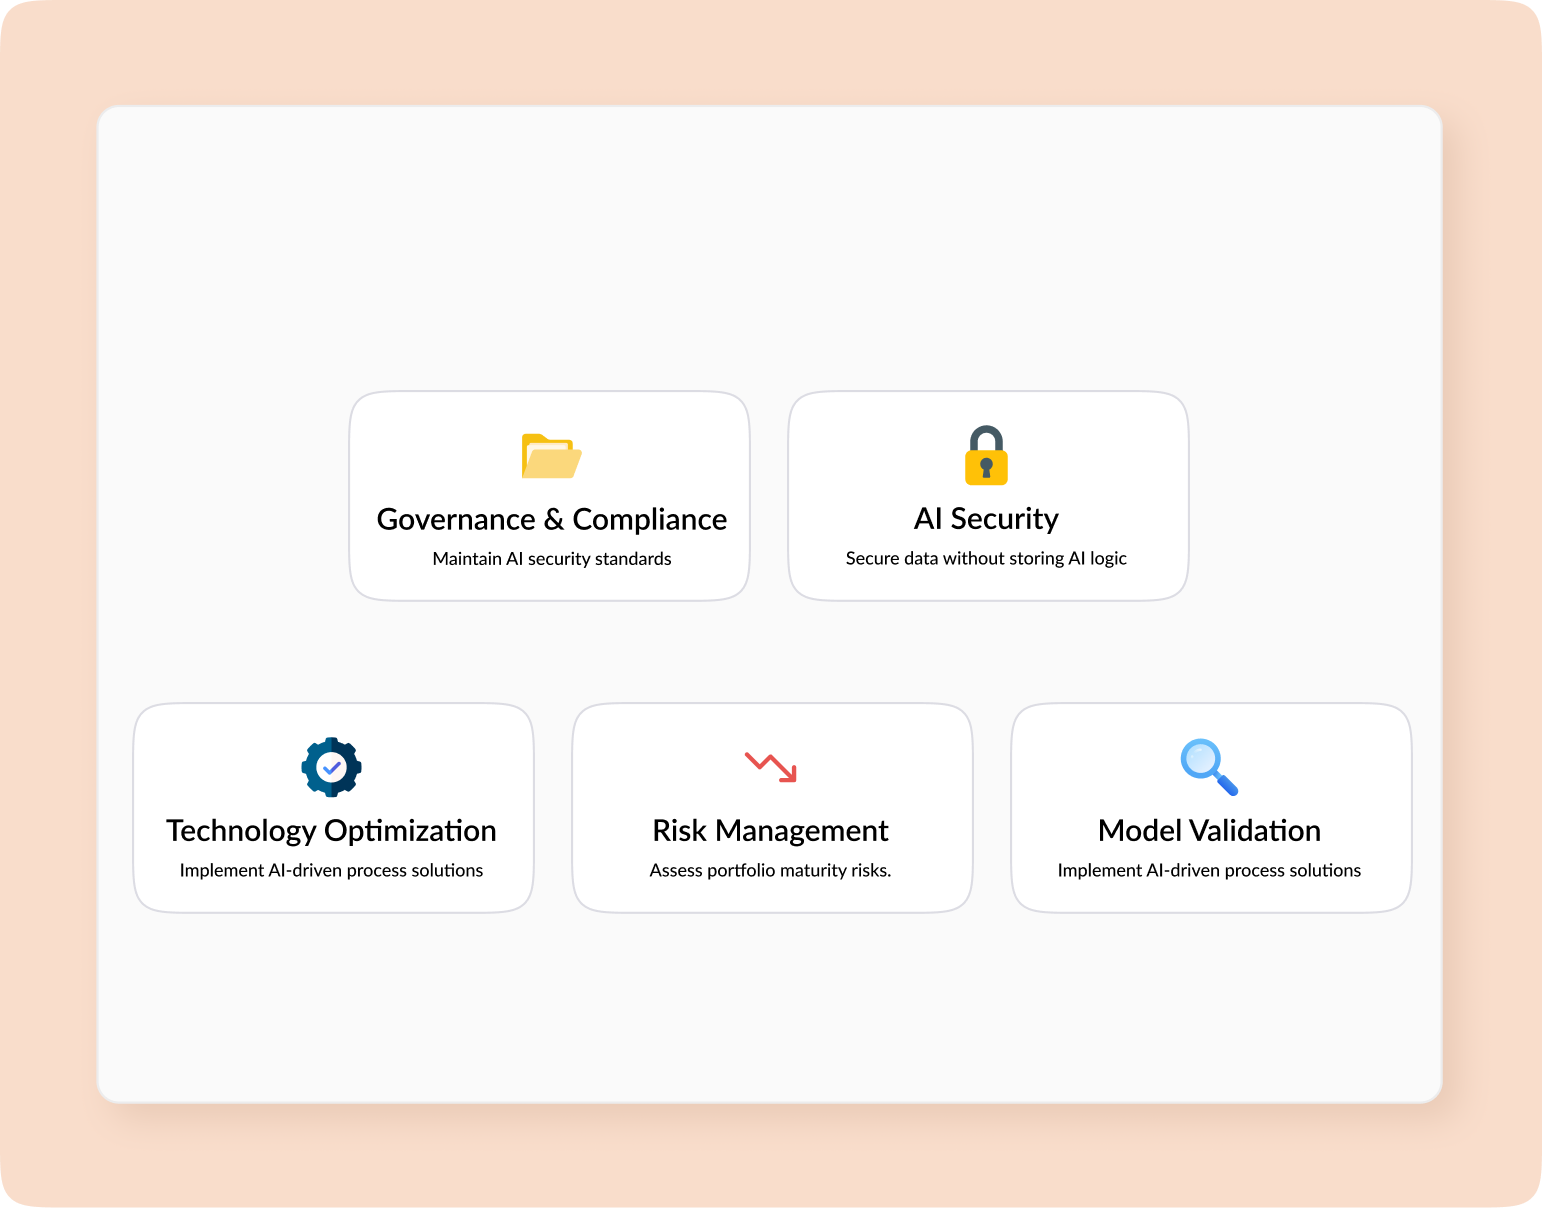 Governance & Compliance
Maintain AI security standards
AI Security
Secure data without storing AI logic
Technology Optimization
Implement AI-driven process solutions
Risk Management
Assess portfolio maturity risks.
Model Validation
Implement AI-driven process solutions